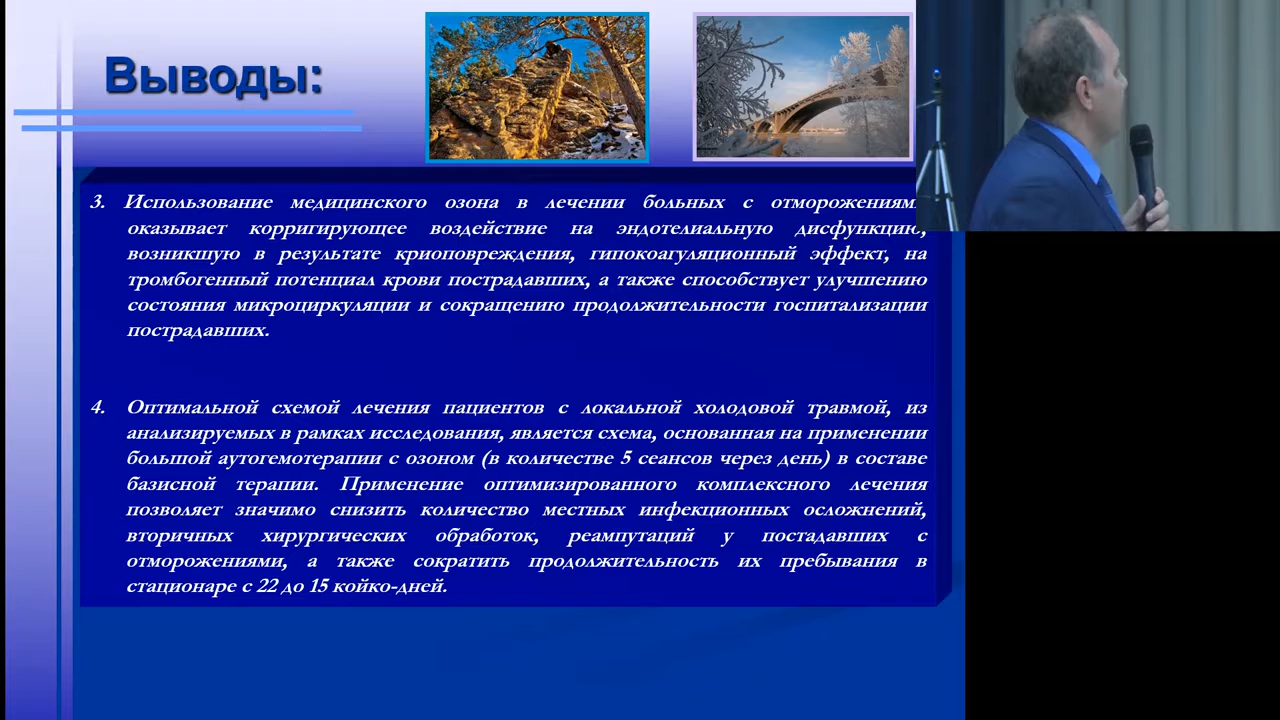 Выводы:
3. Использование медицинского озона в лечении больных с отморожениями
оказывает корригирующее воздействие на эндотелиальную дисфункцию,
возникшую в результате криоповреждения, гипокоагуляционный эффект, на
тромбогенный потенциал крови пострадавших, а также способствует улучшению
состояния микроциркуляции и сокращению продолжительности госпитализации
пострадавших.
4. Оптимальной схемой лечения пациентов с локальной холодовой травмой, из
анализируемых в рамках исследования, является схема, основанная на применении
большой аутогемотерапии с озоном (в количестве 5 сеансов через день) в составе
базисной терапии. Применение оптимизированного комплексного лечения
позволяет значимо снизить количество местных инфекционных осложнений,
вторичных хирургических обработок, реампутаций у постадавших с
отморожениями, а также сократить продолжительность их пребывания в
стационаре с 22 до 15 койко-дней.